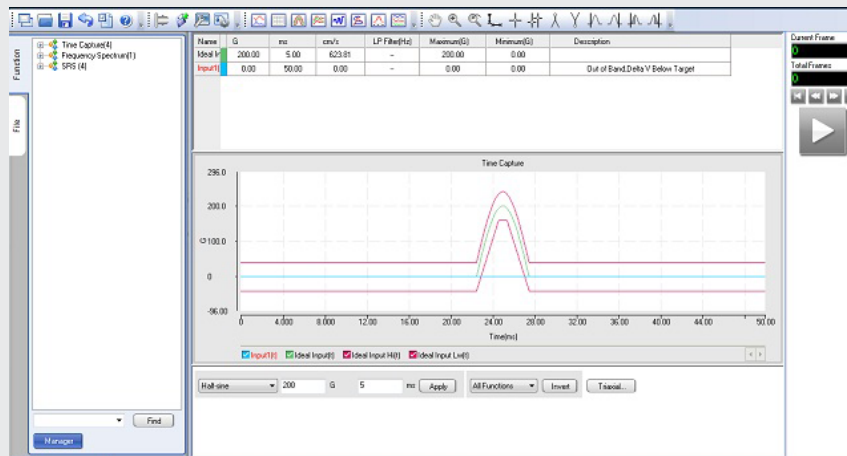 Function
File
Time Capture(4)
Frequency Spectrum(1)
SRS (4)
Find
Manager
Name G ms cm/s LP Filter(Hz) Maximum(G) Minimum(G) Description
Ideal Ir 200.00 5.00 623.81 – 200.00 0.00
Input1( 0.00 50.00 0.00 – 0.00 0.00 Out of Band,Delta V Below Target
Time Capture
296.0
200.0
G 100.0
0
-96.00
0 4.000 8.000 12.00 16.00 20.00 24.00 28.00 32.00 36.00 40.00 44.00 50.00
Time(ms)
Input1(t) Ideal Input(t) Ideal Input Hi(t) Ideal Input Lw(t)
Half-sine 200 G 5 ms Apply All Functions Invert Triaxial...
Current Frame
0
Total Frames
0